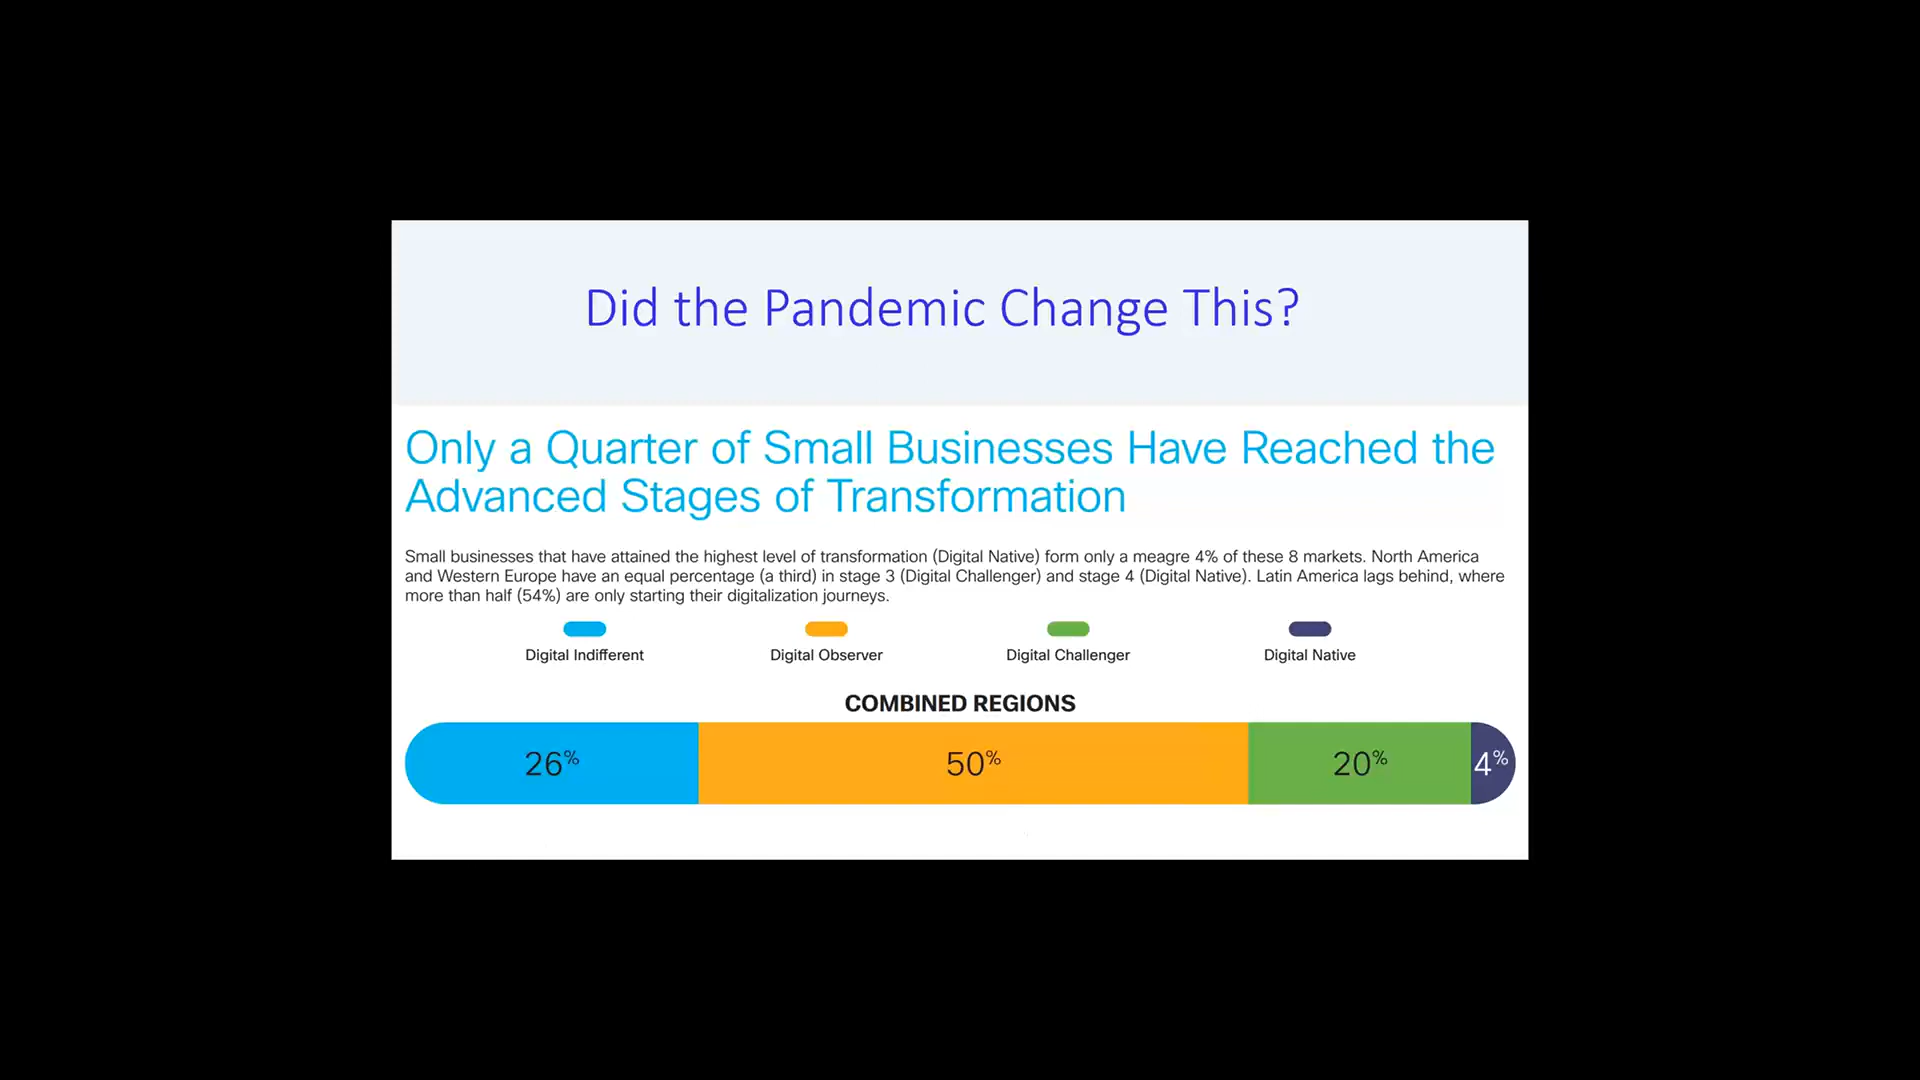 Did the Pandemic Change This?
Only a Quarter of Small Businesses Have Reached the
Advanced Stages of Transformation
Small businesses that have attained the highest level of transformation (Digital Native) form only a meagre 4% of these 8 markets. North America
and Western Europe have an equal percentage (a third) in stage 3 (Digital Challenger) and stage 4 (Digital Native). Latin America lags behind, where
more than half (54%) are only starting their digitalization journeys.
Digital Indifferent
Digital Observer
Digital Challenger
Digital Native
COMBINED REGIONS
26%
50%
20%
4%